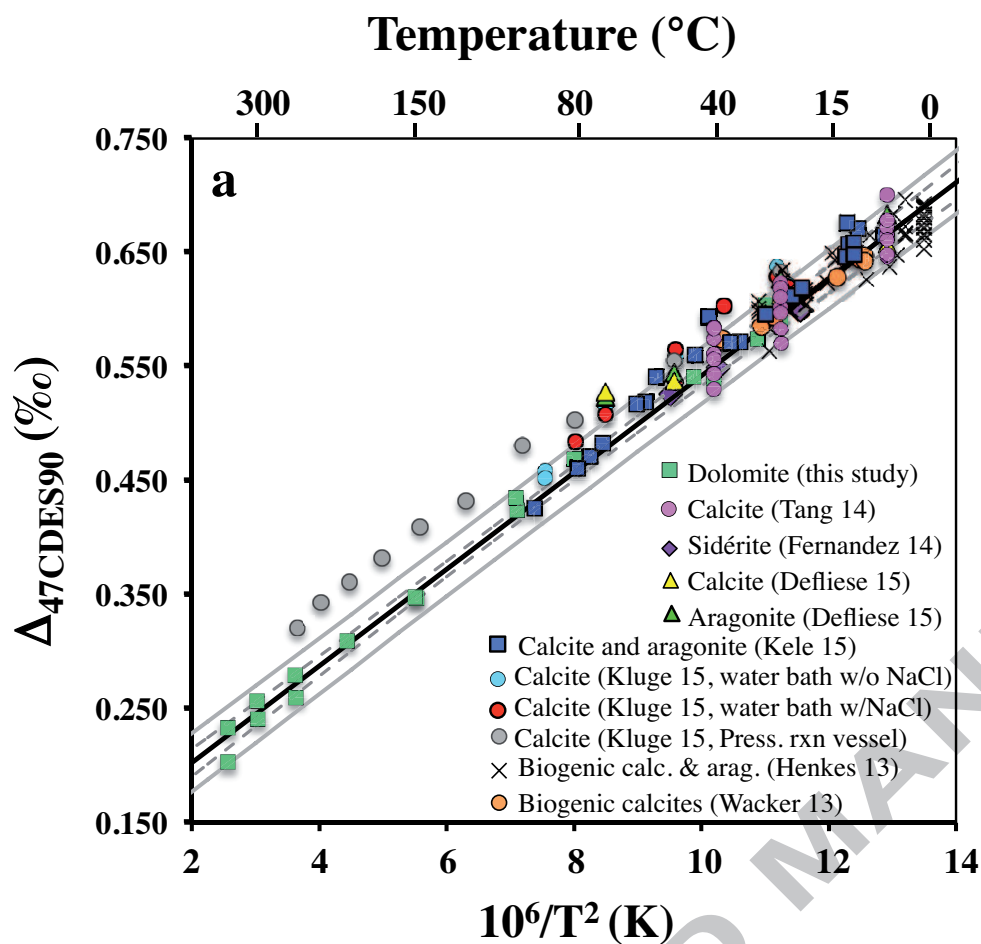 Temperature (°C)
300 150 80 40 15 0
a
0.750
0.650
0.550
0.450
0.350
0.250
0.150
Δ47CDES90 (‰)
Dolomite (this study)
Calcite (Tang 14)
Sidérite (Fernandez 14)
Calcite (Defliese 15)
Aragonite (Defliese 15)
Calcite and aragonite (Kele 15)
Calcite (Kluge 15, water bath w/o NaCl)
Calcite (Kluge 15, water bath w/NaCl)
Calcite (Kluge 15, Press. rxn vessel)
Biogenic calc. & arag. (Henkes 13)
Biogenic calcites (Wacker 13)
2 4 6 8 10 12 14
10⁶/T² (K)
D MAN